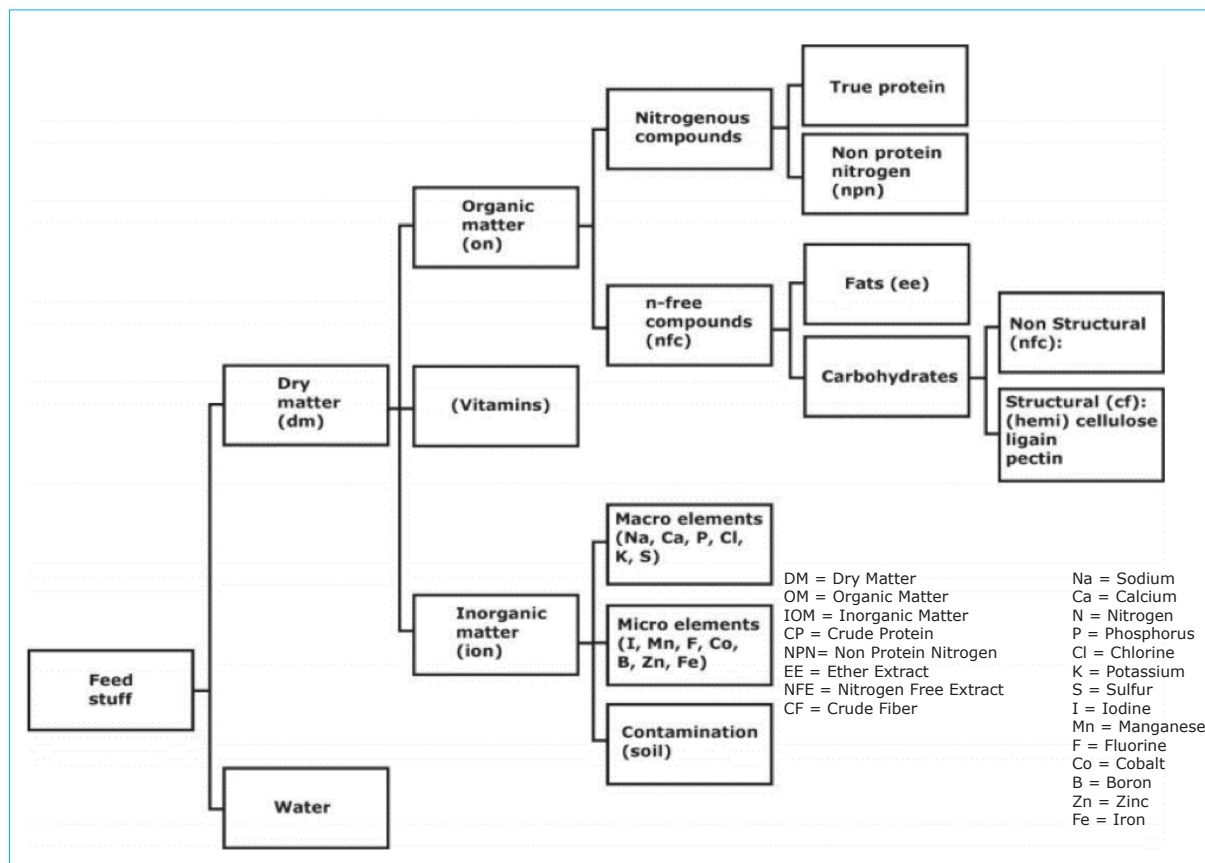 True protein
Nitrogenous
compounds
Non protein
nitrogen
(npn)
Organic
matter
(on)
Fats (ee)
n-free
compounds
(nfc)
Non Structural
(nfc):
Carbohydrates
Dry
matter
(dm)
(Vitamins)
Structural (cf):
(hemi) cellulose
ligain
pectin
Macro elements
(Na, Ca, P, Cl,
K, S)
Inorganic
matter
(ion)
Micro elements
(I, Mn, F, Co,
B, Zn, Fe)
Feed
stuff
Contamination
(soil)
Water
DM = Dry Matter
OM = Organic Matter
IOM = Inorganic Matter
CP = Crude Protein
NPN= Non Protein Nitrogen
EE = Ether Extract
NFE = Nitrogen Free Extract
CF = Crude Fiber
Na = Sodium
Ca = Calcium
N = Nitrogen
P = Phosphorus
Cl = Chlorine
K = Potassium
S = Sulfur
I = Iodine
Mn = Manganese
F = Fluorine
Co = Cobalt
B = Boron
Zn = Zinc
Fe = Iron